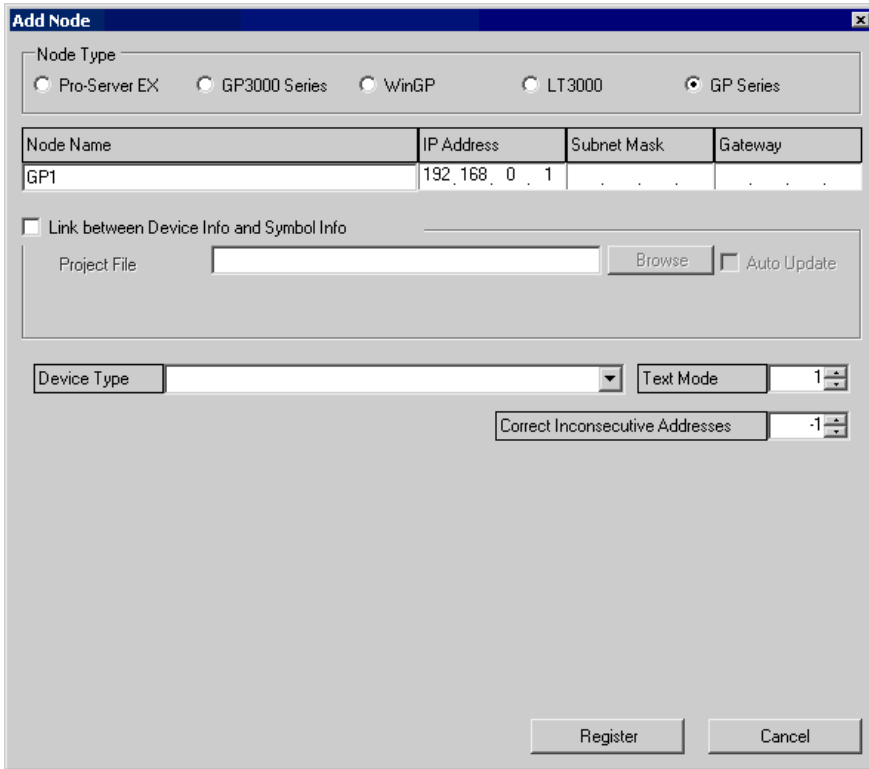 Add Node
Node Type
Pro-Server EX GP3000 Series WinGP LT3000 GP Series
Node Name IP Address Subnet Mask Gateway
GP1 192.168. 0 . 1 . . . . . .
Link between Device Info and Symbol Info
Project File Browse Auto Update
Device Type Text Mode 1
Correct Inconsecutive Addresses -1
Register Cancel